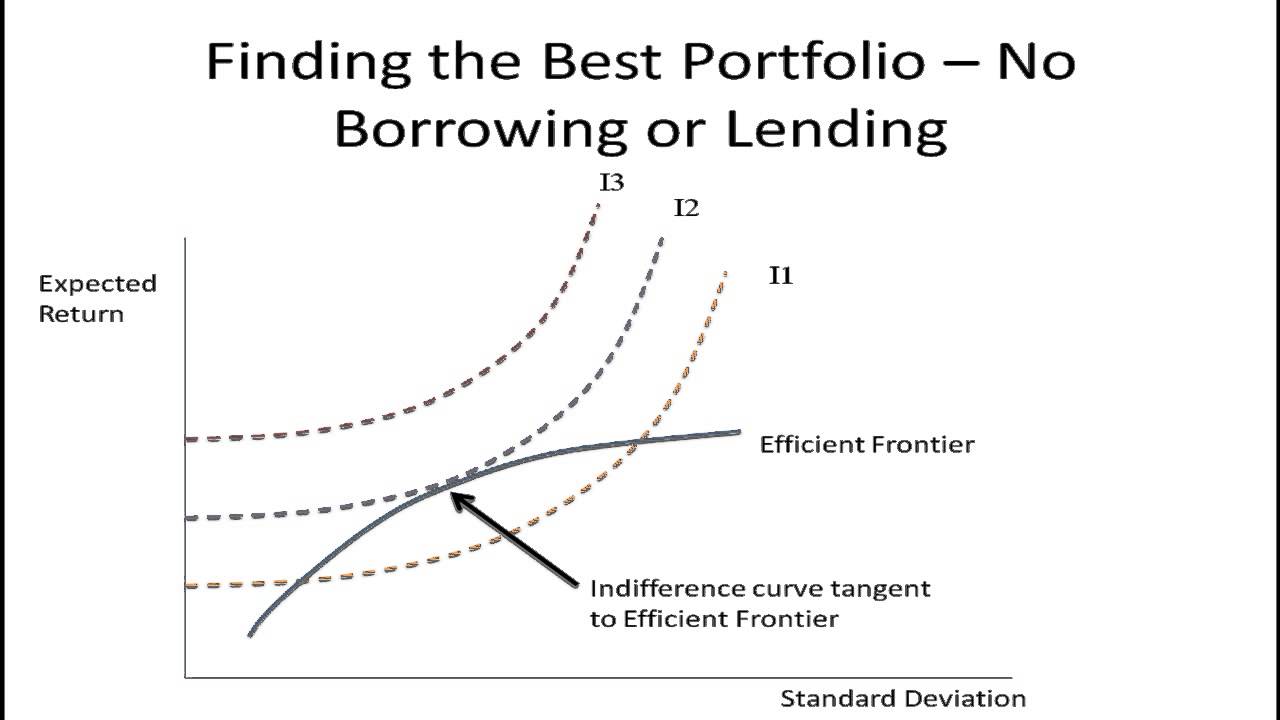 Finding the Best Portfolio – No
Borrowing or Lending
I3
I2
I1
Expected
Return
Efficient Frontier
Indifference curve tangent
to Efficient Frontier
Standard Deviation